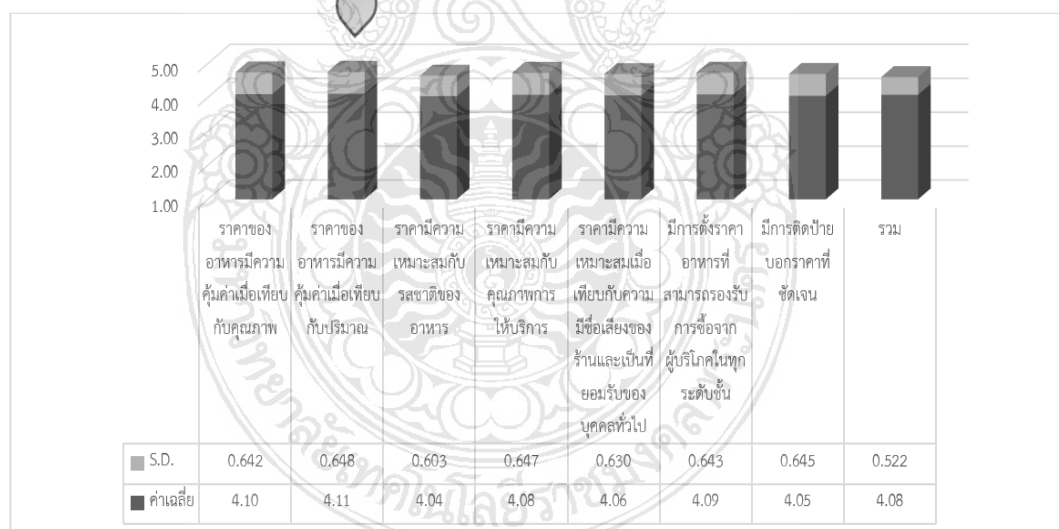 5.00
4.00
3.00
2.00
1.00
ราคาของ
อาหารมีความ
คุ้มค่าเมื่อเทียบ
กับคุณภาพ
ราคาของ
อาหารมีความ
คุ้มค่าเมื่อเทียบ
กับปริมาณ
ราคามีความ
เหมาะสมกับ
รสชาติของ
อาหาร
ราคามีความ
เหมาะสมกับ
คุณภาพการ
ให้บริการ
ราคามีความ
เหมาะสมเมื่อ
เทียบกับความ
มีชื่อเสียงของ
ร้านและเป็นที่
ยอมรับของ
บุคคลทั่วไป
มีการตั้งราคา
อาหารที่
สามารถรองรับ
การซื้อจาก
ผู้บริโภคในทุก
ระดับชั้น
มีการติดป้าย
บอกราคาที่
ชัดเจน
รวม
S.D. 0.642 0.648 0.603 0.647 0.630 0.643 0.645 0.522
ค่าเฉลี่ย 4.10 4.11 4.04 4.08 4.06 4.09 4.05 4.08